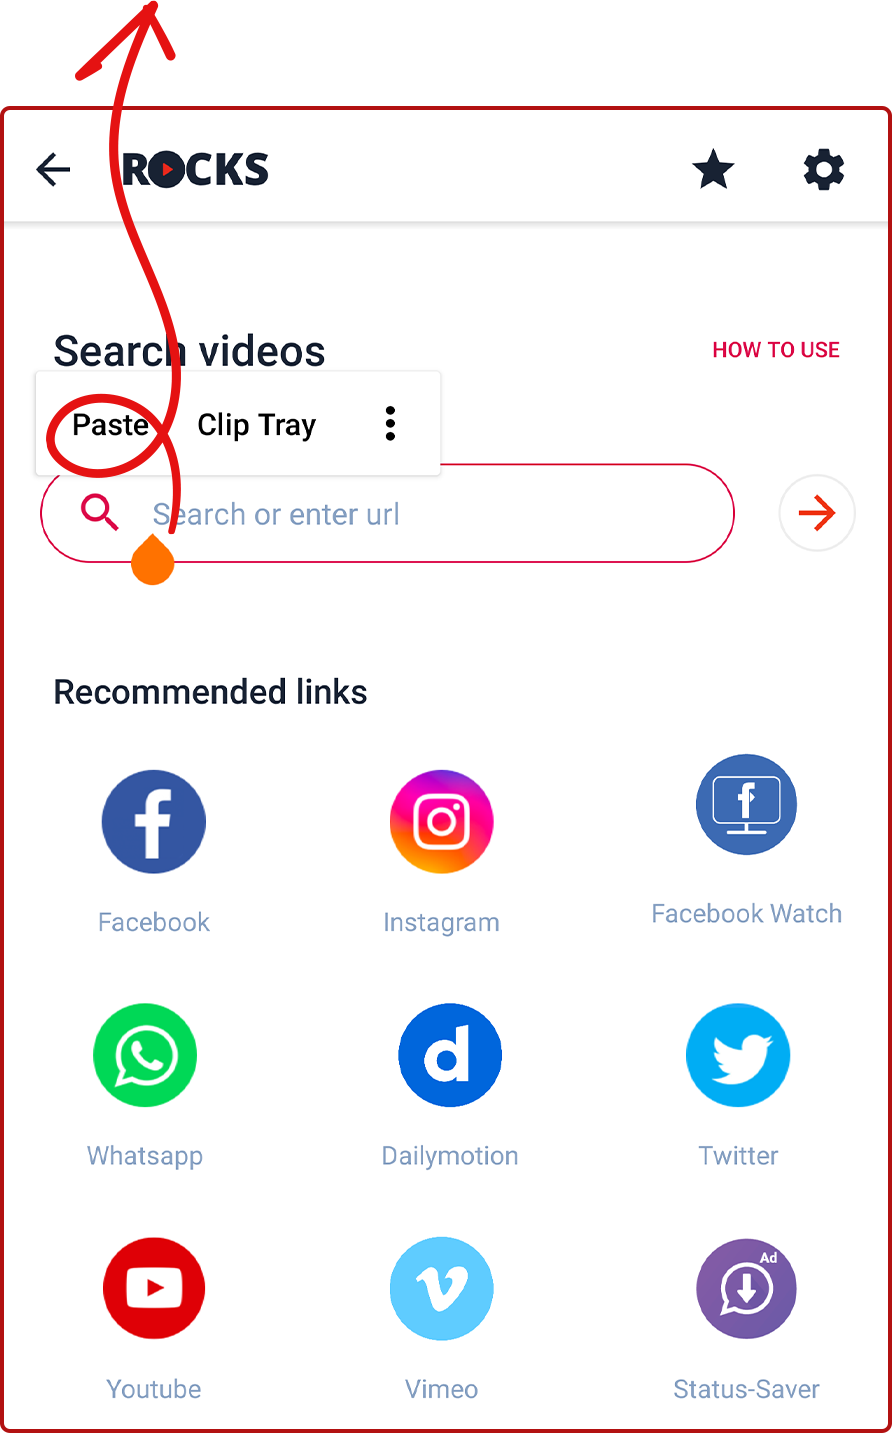 ROCKS
Search videos
HOW TO USE
Paste Clip Tray
Search or enter url
Recommended links
Facebook Instagram Facebook Watch
Whatsapp Dailymotion Twitter
Ad
Youtube Vimeo Status-Saver